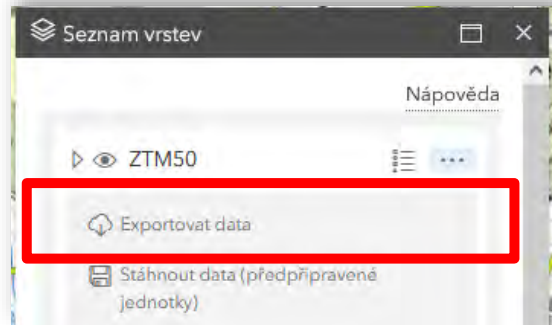 Seznam vrstev
Nápověda
ZTM50
Exportovat data
Stáhnout data (předpřipravené
jednotky)